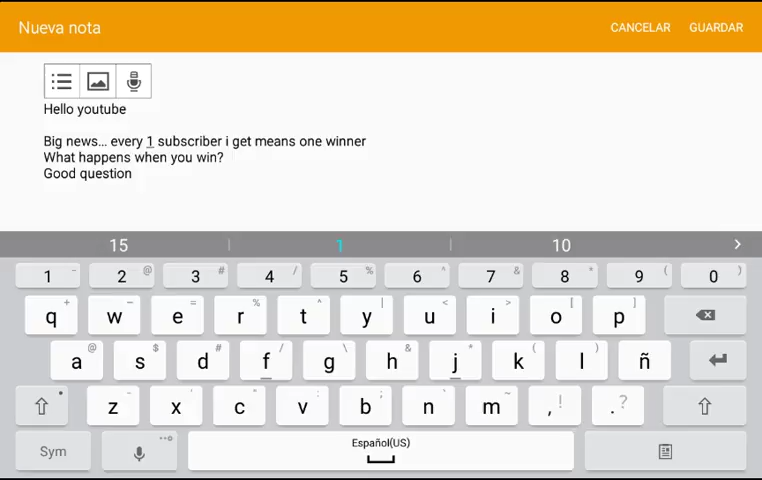 Nueva nota CANCELAR GUARDAR
Hello youtube
Big news... every 1 subscriber i get means one winner
What happens when you win?
Good question
15 1 10 >
1 - 2 @ 3 # 4 / 5 % 6 ^ 7 & 8 * 9 ( 0 )
q + w − e = r % t ^ y | u < i > o [ p ]
a @ s $ d # f / g \ h & j * k ( l ) ñ
z - x ' c " v : b ; n , m ~ , ! . ?
Sym Español(US)